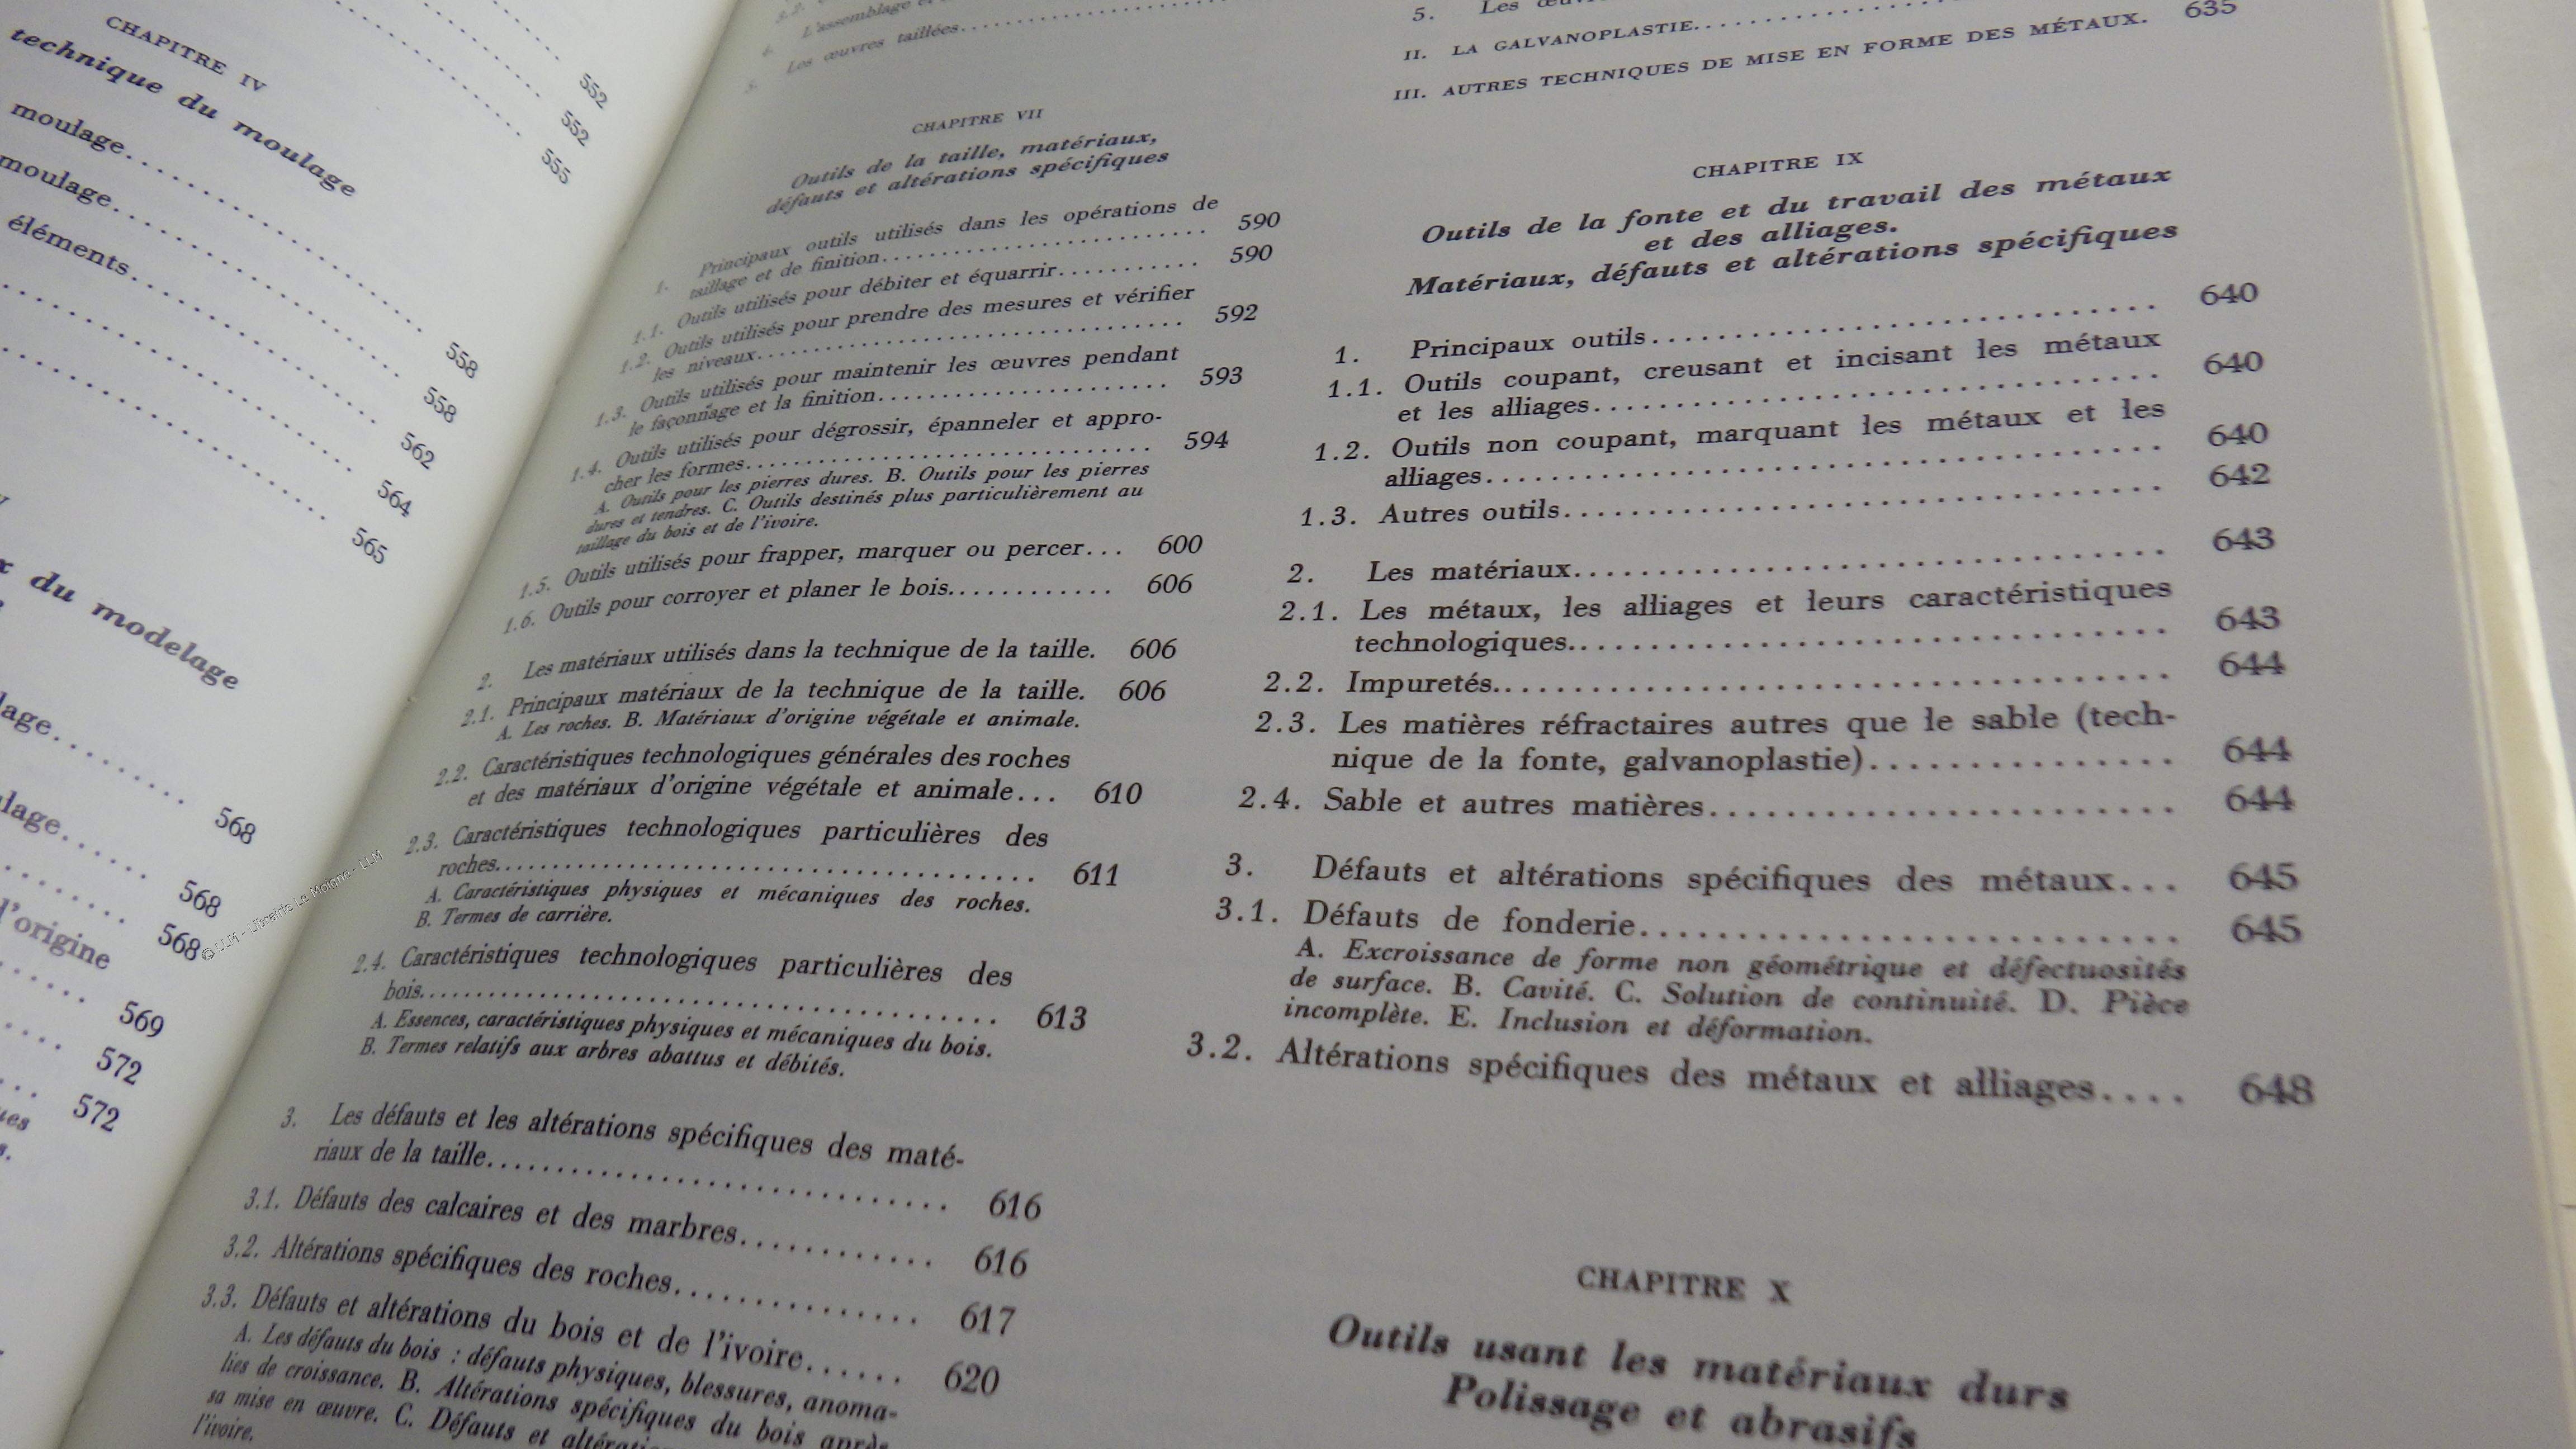 CHAPITRE IV
technique du moulage
552
552
555
moulage 558
moulage 558
éléments 562
564
565
du modelage
568
568
568
l'origine
569
572
572
L'assemblage
5. Les œuvres taillées
CHAPITRE VII
Outils de la taille, matériaux,
défauts et altérations spécifiques
1. Principaux outils utilisés dans les opérations de
taillage et de finition 590
1.1. Outils utilisés pour débiter et équarrir 590
1.2. Outils utilisés pour prendre des mesures et vérifier
les niveaux 592
1.3. Outils utilisés pour maintenir les œuvres pendant
le façonnage et la finition 593
1.4. Outils utilisés pour dégrossir, épanneler et appro-
cher les formes 594
A. Outils pour les pierres dures. B. Outils pour les pierres
dures et tendres. C. Outils destinés plus particulièrement au
taillage du bois et de l'ivoire.
1.5. Outils utilisés pour frapper, marquer ou percer... 600
1.6. Outils pour corroyer et planer le bois 606
2. Les matériaux utilisés dans la technique de la taille. 606
2.1. Principaux matériaux de la technique de la taille. 606
A. Les roches. B. Matériaux d'origine végétale et animale.
2.2. Caractéristiques technologiques générales des roches
et des matériaux d'origine végétale et animale... 610
2.3. Caractéristiques technologiques particulières des
roches 611
A. Caractéristiques physiques et mécaniques des roches.
B. Termes de carrière.
2.4. Caractéristiques technologiques particulières des
bois 613
A. Essences, caractéristiques physiques et mécaniques du bois.
B. Termes relatifs aux arbres abattus et débités.
3. Les défauts et les altérations spécifiques des maté-
riaux de la taille 616
3.1. Défauts des calcaires et des marbres 616
3.2. Altérations spécifiques des roches 617
3.3. Défauts et altérations du bois et de l'ivoire 620
A. Les défauts du bois : défauts physiques, blessures, anoma-
lies de croissance. B. Altérations spécifiques du bois après
sa mise en œuvre. C. Défauts et
l'ivoire.
5. Les
II. LA GALVANOPLASTIE
III. AUTRES TECHNIQUES DE MISE EN FORME DES MÉTAUX. 635
CHAPITRE IX
Outils de la fonte et du travail des métaux
et des alliages.
Matériaux, défauts et altérations spécifiques
1. Principaux outils 640
1.1. Outils coupant, creusant et incisant les métaux
et les alliages 640
1.2. Outils non coupant, marquant les métaux et les
alliages 640
1.3. Autres outils 642
2. Les matériaux 643
2.1. Les métaux, les alliages et leurs caractéristiques
technologiques 643
2.2. Impuretés 644
2.3. Les matières réfractaires autres que le sable (tech-
nique de la fonte, galvanoplastie) 644
2.4. Sable et autres matières 644
3. Défauts et altérations spécifiques des métaux... 645
3.1. Défauts de fonderie 645
A. Excroissance de forme non géométrique et défectuosités
de surface. B. Cavité. C. Solution de continuité. D. Pièce
incomplète. E. Inclusion et déformation.
3.2. Altérations spécifiques des métaux et alliages.... 648
CHAPITRE X
Outils usant les matériaux durs
Polissage et abrasifs
© LLM - Librairie Le Moigne - LLM